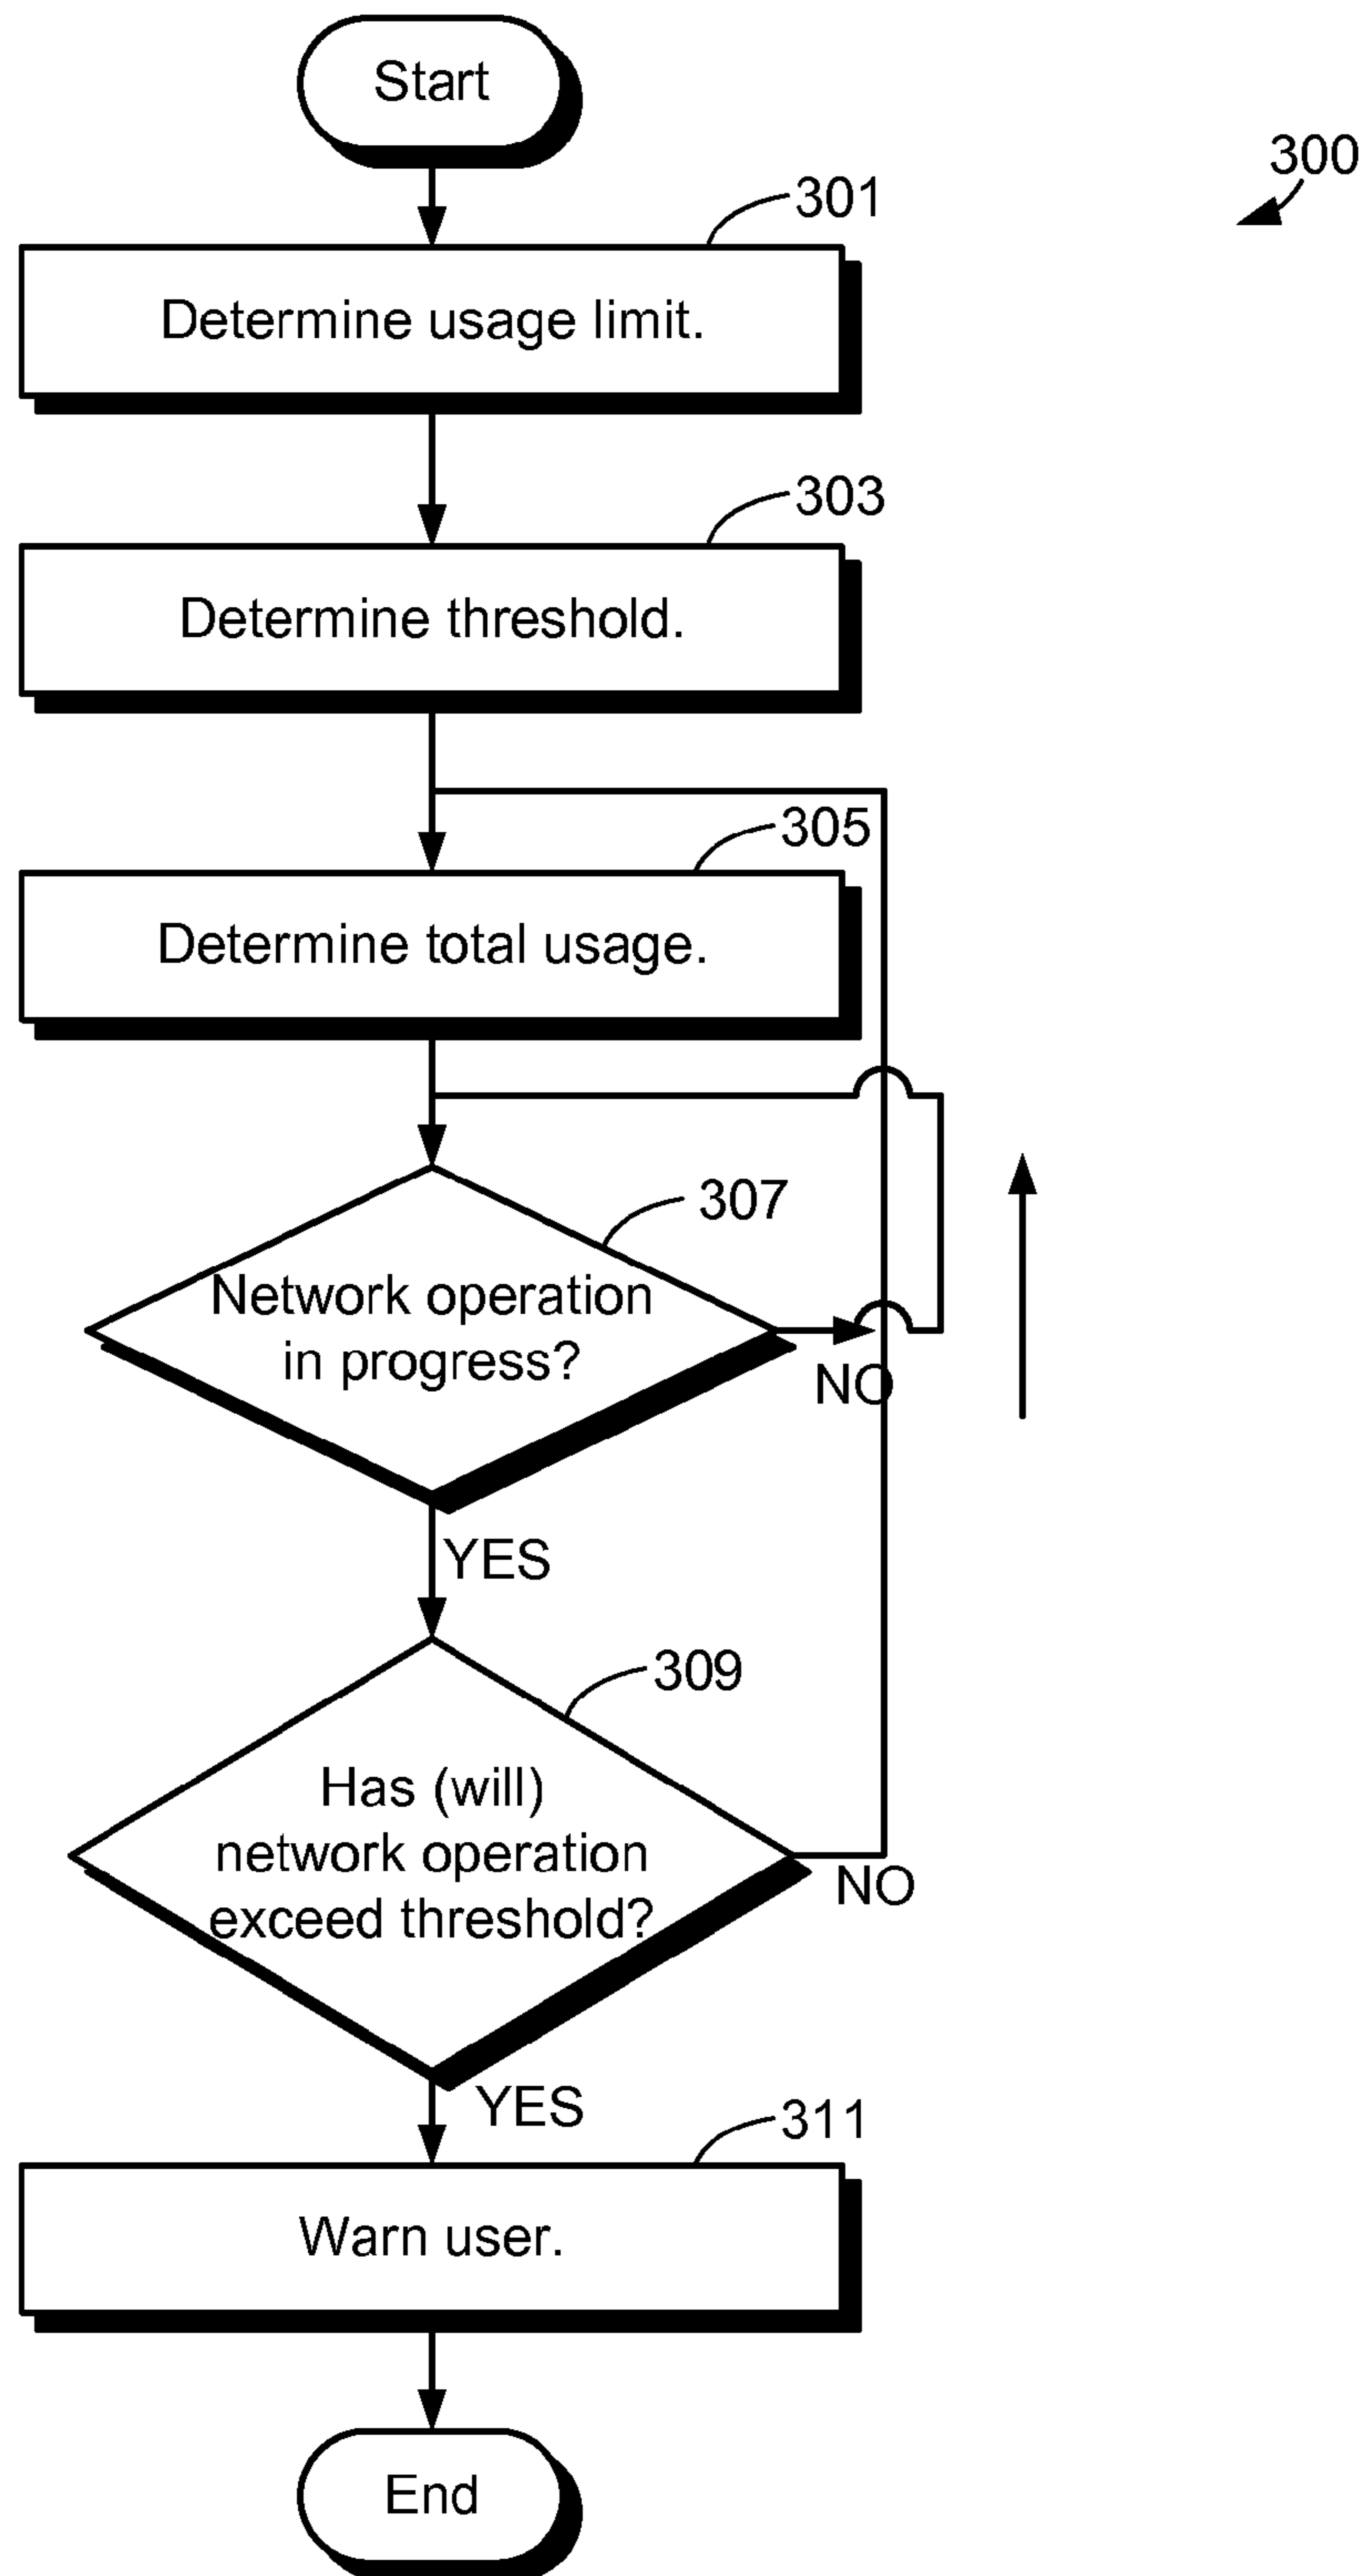 Start
300
301
Determine usage limit.
303
Determine threshold.
305
Determine total usage.
307
Network operation
in progress?
NO
YES
309
Has (will)
network operation
exceed threshold?
NO
YES
311
Warn user.
End